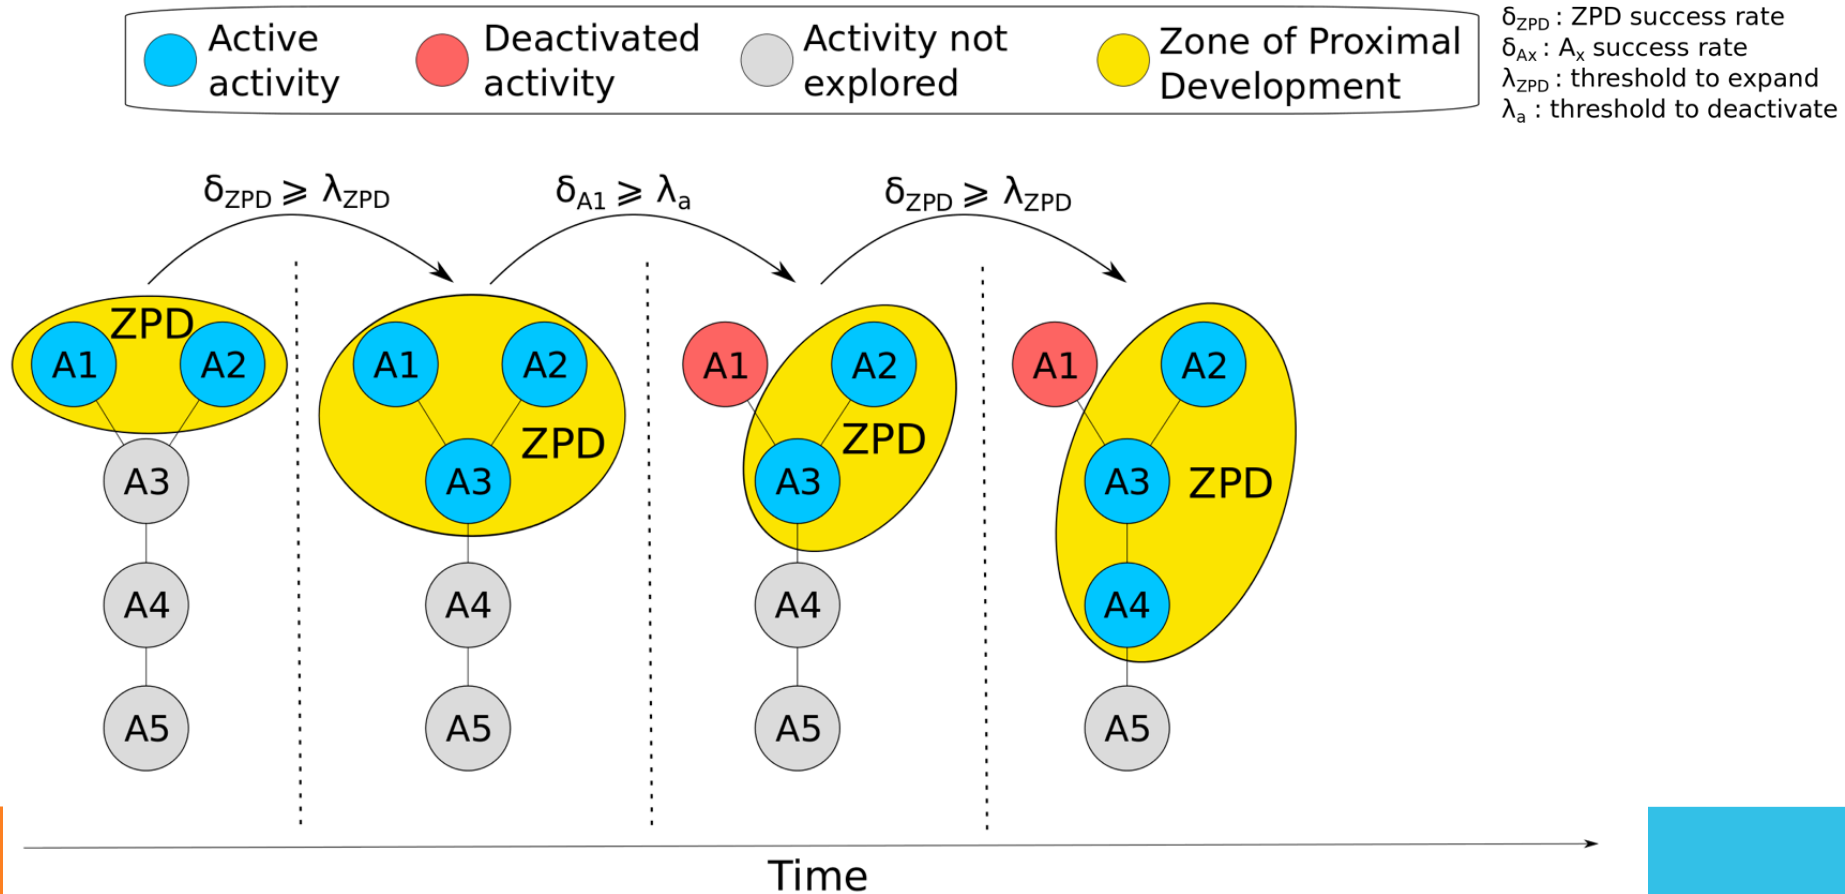 Active
activity
Deactivated
activity
Activity not
explored
Zone of Proximal
Development
δZPD : ZPD success rate
δAx : Ax success rate
λZPD : threshold to expand
λa : threshold to deactivate
δZPD ⩾ λZPD
δA1 ⩾ λa
δZPD ⩾ λZPD
ZPD
A1
A2
A3
A4
A5
A1
A2
ZPD
A3
A4
A5
A1
A2
ZPD
A3
A4
A5
A1
A2
A3
ZPD
A4
A5
Time